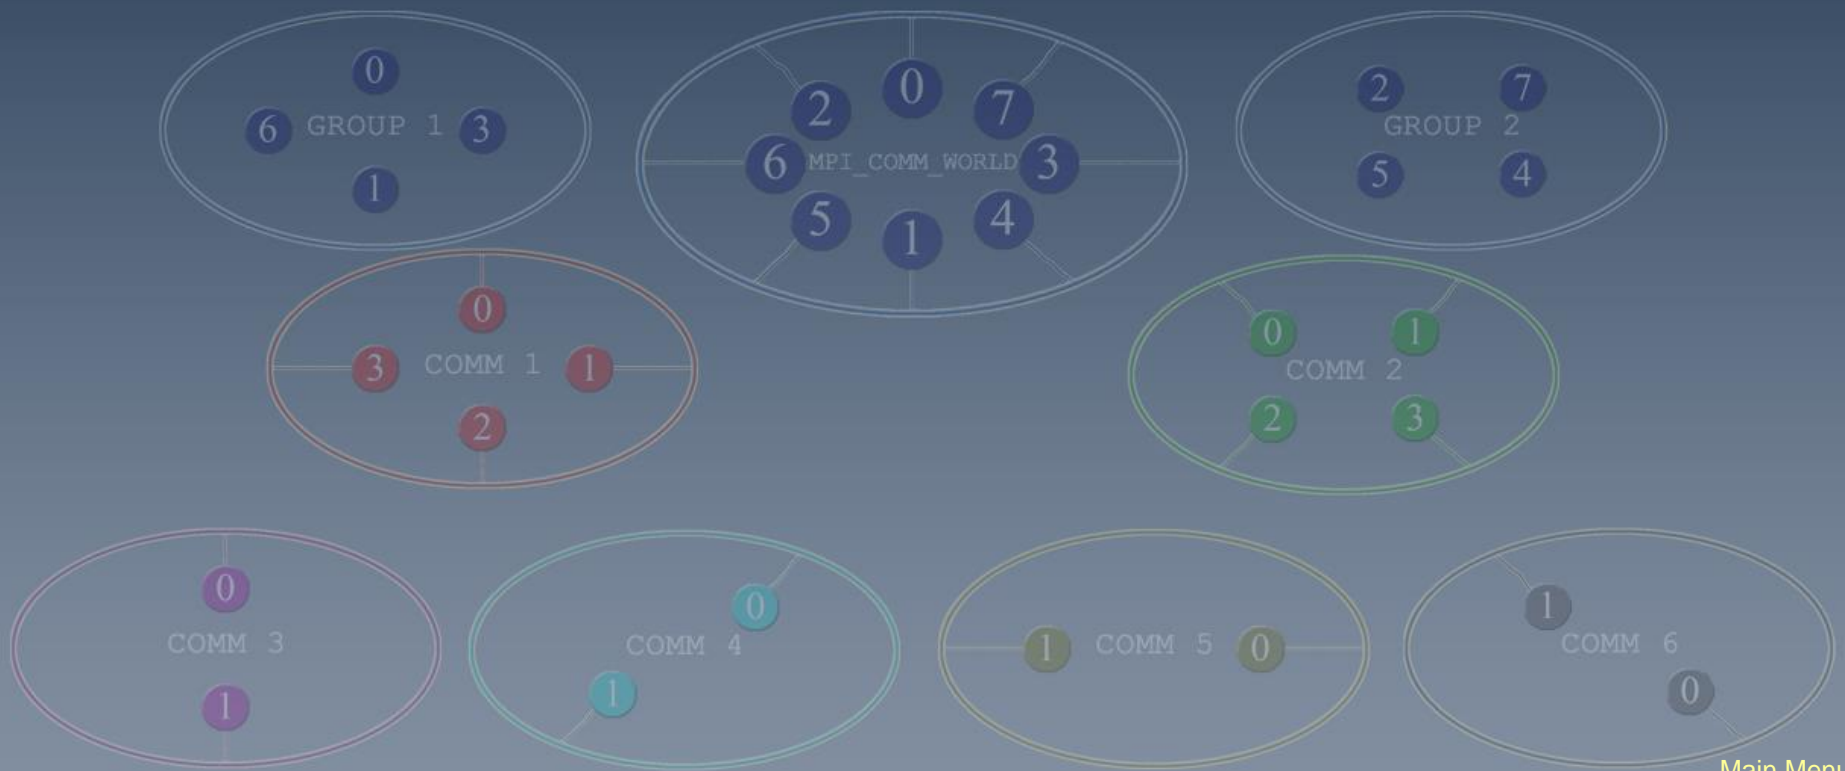 0
6 GROUP 1 3
1
2 0 7
6 MPI_COMM_WORLD 3
5 1 4
2 7
GROUP 2
5 4
0
3 COMM 1 1
2
0 1
COMM 2
2 3
0
COMM 3
1
0
COMM 4
1
1 COMM 5 0
1
COMM 6
0
Main Menu